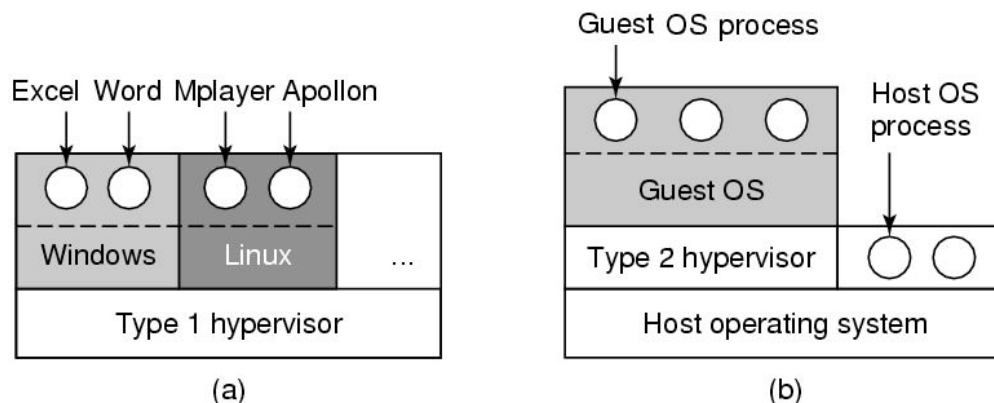 Excel Word Mplayer Apollon
Windows
Linux
...
Type 1 hypervisor
(a)
Guest OS process
Host OS
process
Guest OS
Type 2 hypervisor
Host operating system
(b)